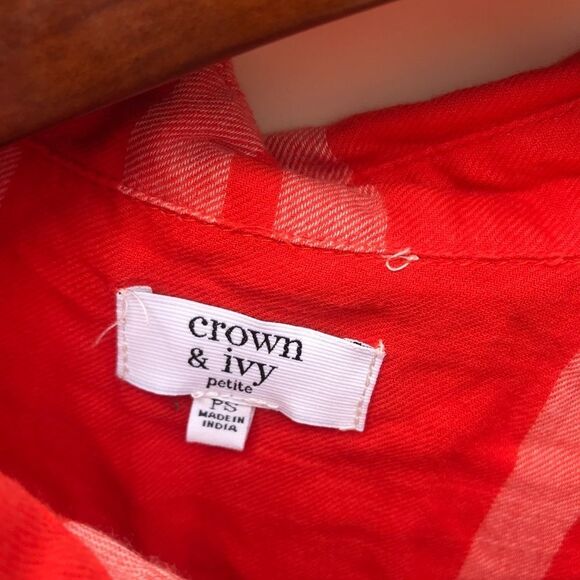 crown
& ivy
petite
PS
MADE IN
INDIA